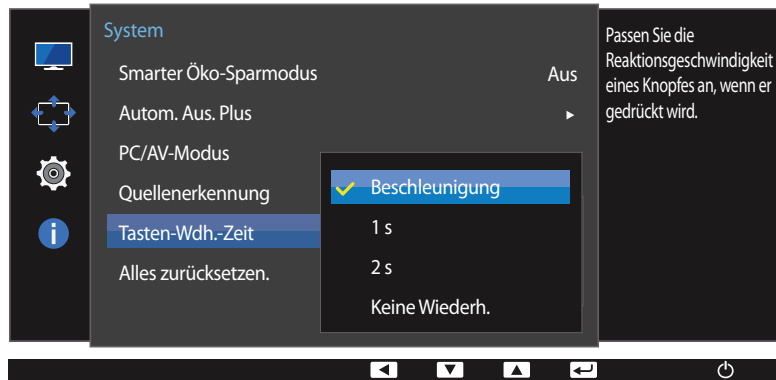 System
Smarter Öko-Sparmodus Aus
Autom. Aus. Plus
PC/AV-Modus
Quellenerkennung
Tasten-Wdh.-Zeit
Alles zurücksetzen.
Beschleunigung
1 s
2 s
Keine Wiederh.
Passen Sie die
Reaktionsgeschwindigkeit
eines Knopfes an, wenn er
gedrückt wird.